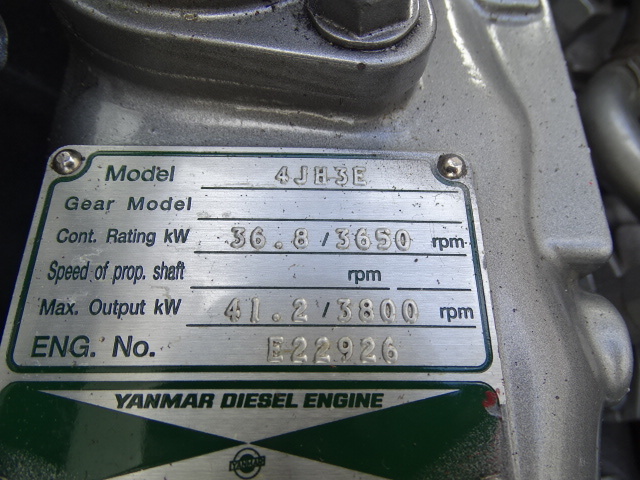 Model 4JH3E
Gear Model
Cont. Rating kW 36.8 / 3650 rpm
Speed of prop. shaft rpm
Max. Output kW 41.2 / 3800 rpm
ENG. No. E22926
YANMAR DIESEL ENGINE
YANMAR